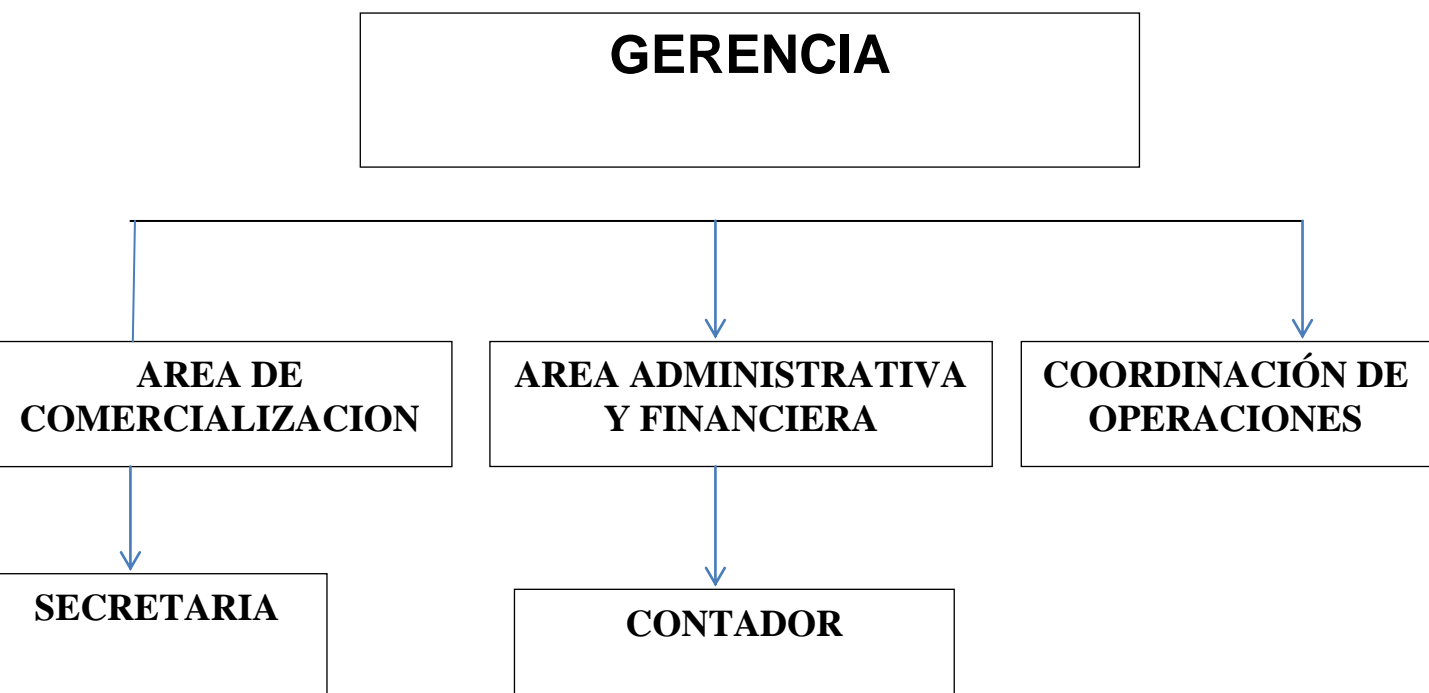 GERENCIA
AREA DE
COMERCIALIZACION
AREA ADMINISTRATIVA
Y FINANCIERA
COORDINACIÓN DE
OPERACIONES
SECRETARIA
CONTADOR